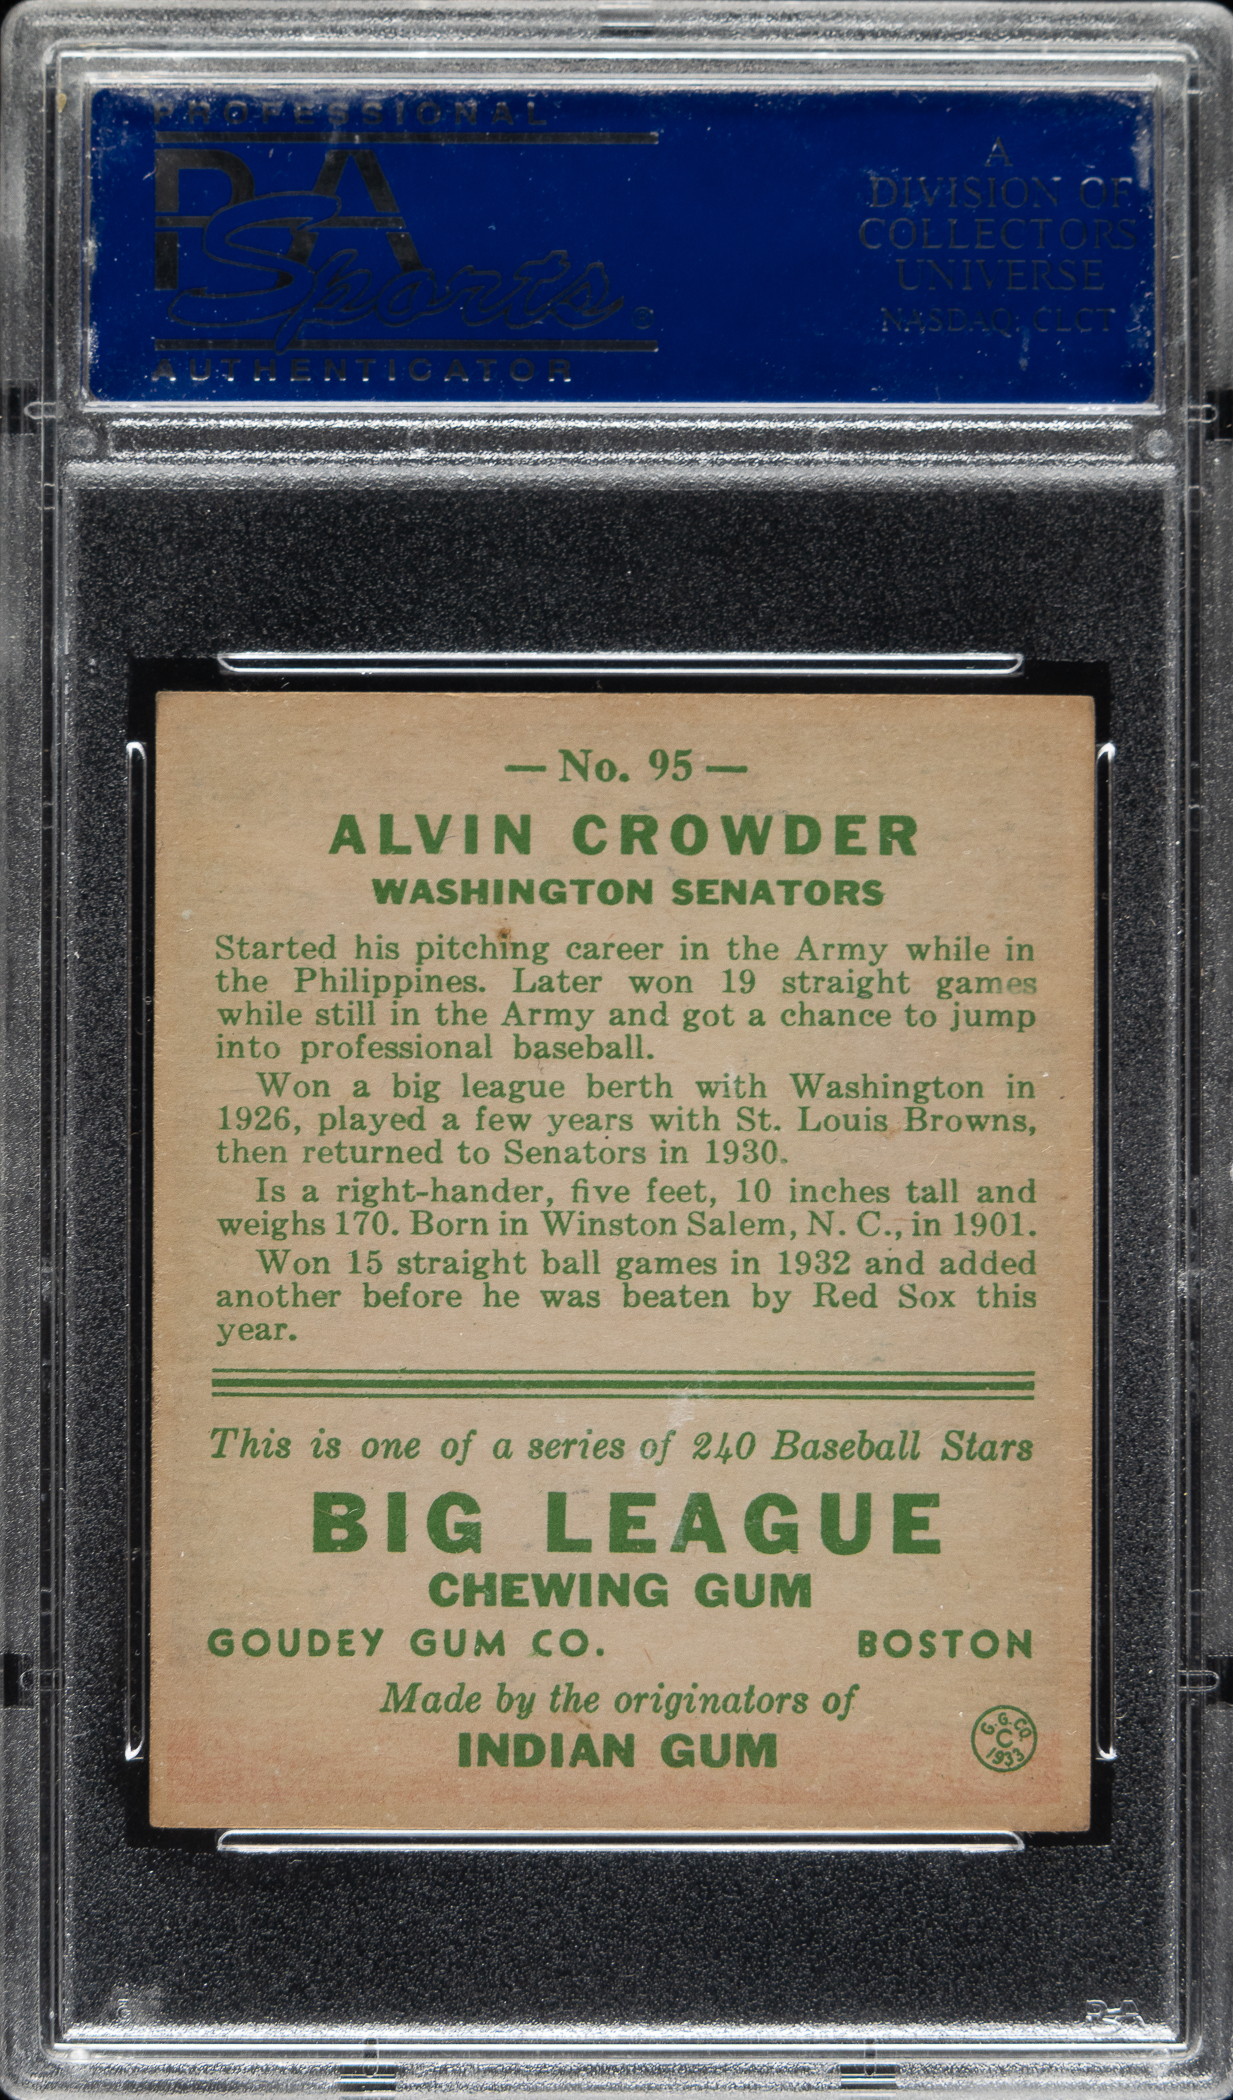 PROFESSIONAL
PSA
Sports®
AUTHENTICATOR
A
DIVISION OF
COLLECTORS
UNIVERSE
NASDAQ: CLCT
— No. 95 —
ALVIN CROWDER
WASHINGTON SENATORS
Started his pitching career in the Army while in
the Philippines. Later won 19 straight games
while still in the Army and got a chance to jump
into professional baseball.
Won a big league berth with Washington in
1926, played a few years with St. Louis Browns,
then returned to Senators in 1930.
Is a right-hander, five feet, 10 inches tall and
weighs 170. Born in Winston Salem, N. C., in 1901.
Won 15 straight ball games in 1932 and added
another before he was beaten by Red Sox this
year.
This is one of a series of 240 Baseball Stars
BIG LEAGUE
CHEWING GUM
GOUDEY GUM CO. BOSTON
Made by the originators of
INDIAN GUM
G. G. CO.
C
1933
PSA